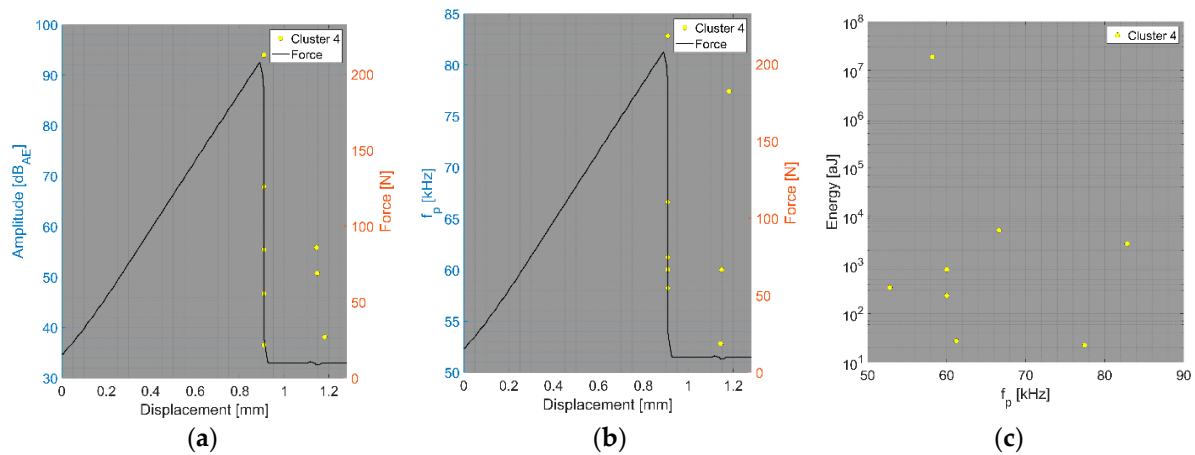 100
90
80
70
60
50
40
30
Amplitude [dB_AE]
Cluster 4
Force
200
150
100
50
0
Force [N]
0 0.2 0.4 0.6 0.8 1 1.2
Displacement [mm]
(a)
85
80
75
70
65
60
55
50
f_p [kHz]
Cluster 4
Force
200
150
100
50
0
Force [N]
0 0.2 0.4 0.6 0.8 1 1.2
Displacement [mm]
(b)
10^8
10^7
10^6
10^5
10^4
10^3
10^2
10^1
Energy [aJ]
Cluster 4
50 60 70 80 90
f_p [kHz]
(c)